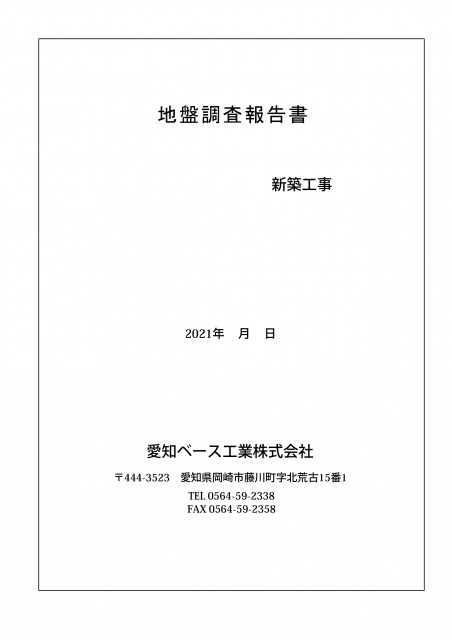 地盤調査報告書
新築工事
2021年　月　日
愛知ベース工業株式会社
〒444-3523　愛知県岡崎市藤川町字北荒古15番1
TEL 0564-59-2338
FAX 0564-59-2358